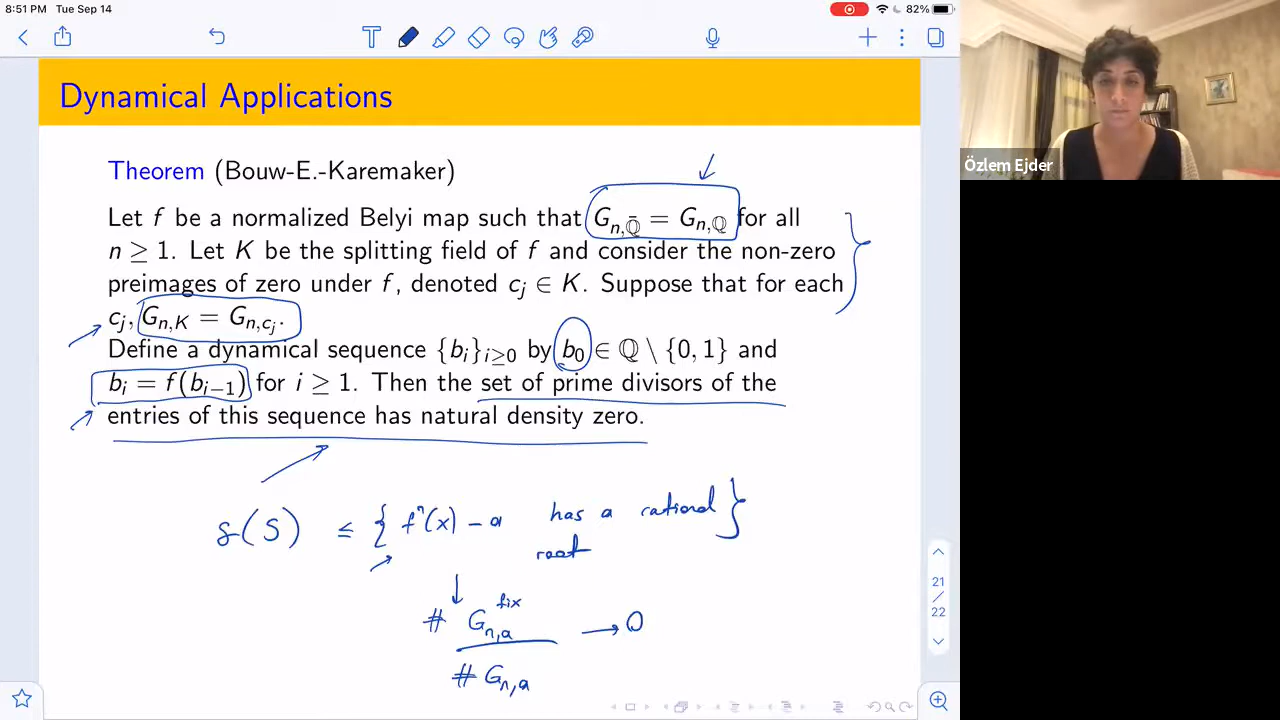 8:51 PM Tue Sep 14
82%
Dynamical Applications
Theorem (Bouw-E.-Karemaker)
Let f be a normalized Belyi map such that G_{n,ℚ̄} = G_{n,ℚ} for all
n ≥ 1. Let K be the splitting field of f and consider the non-zero
preimages of zero under f, denoted c_j ∈ K. Suppose that for each
c_j, G_{n,K} = G_{n,c_j}.
Define a dynamical sequence {b_i}_{i≥0} by b_0 ∈ ℚ \ {0, 1} and
b_i = f(b_{i−1}) for i ≥ 1. Then the set of prime divisors of the
entries of this sequence has natural density zero.
δ(S) ≤ { fⁿ(x) − a has a rational }
root
# G_{n,a}^{fix} → 0
# G_{n,a}
21
/
22
Özlem Ejder